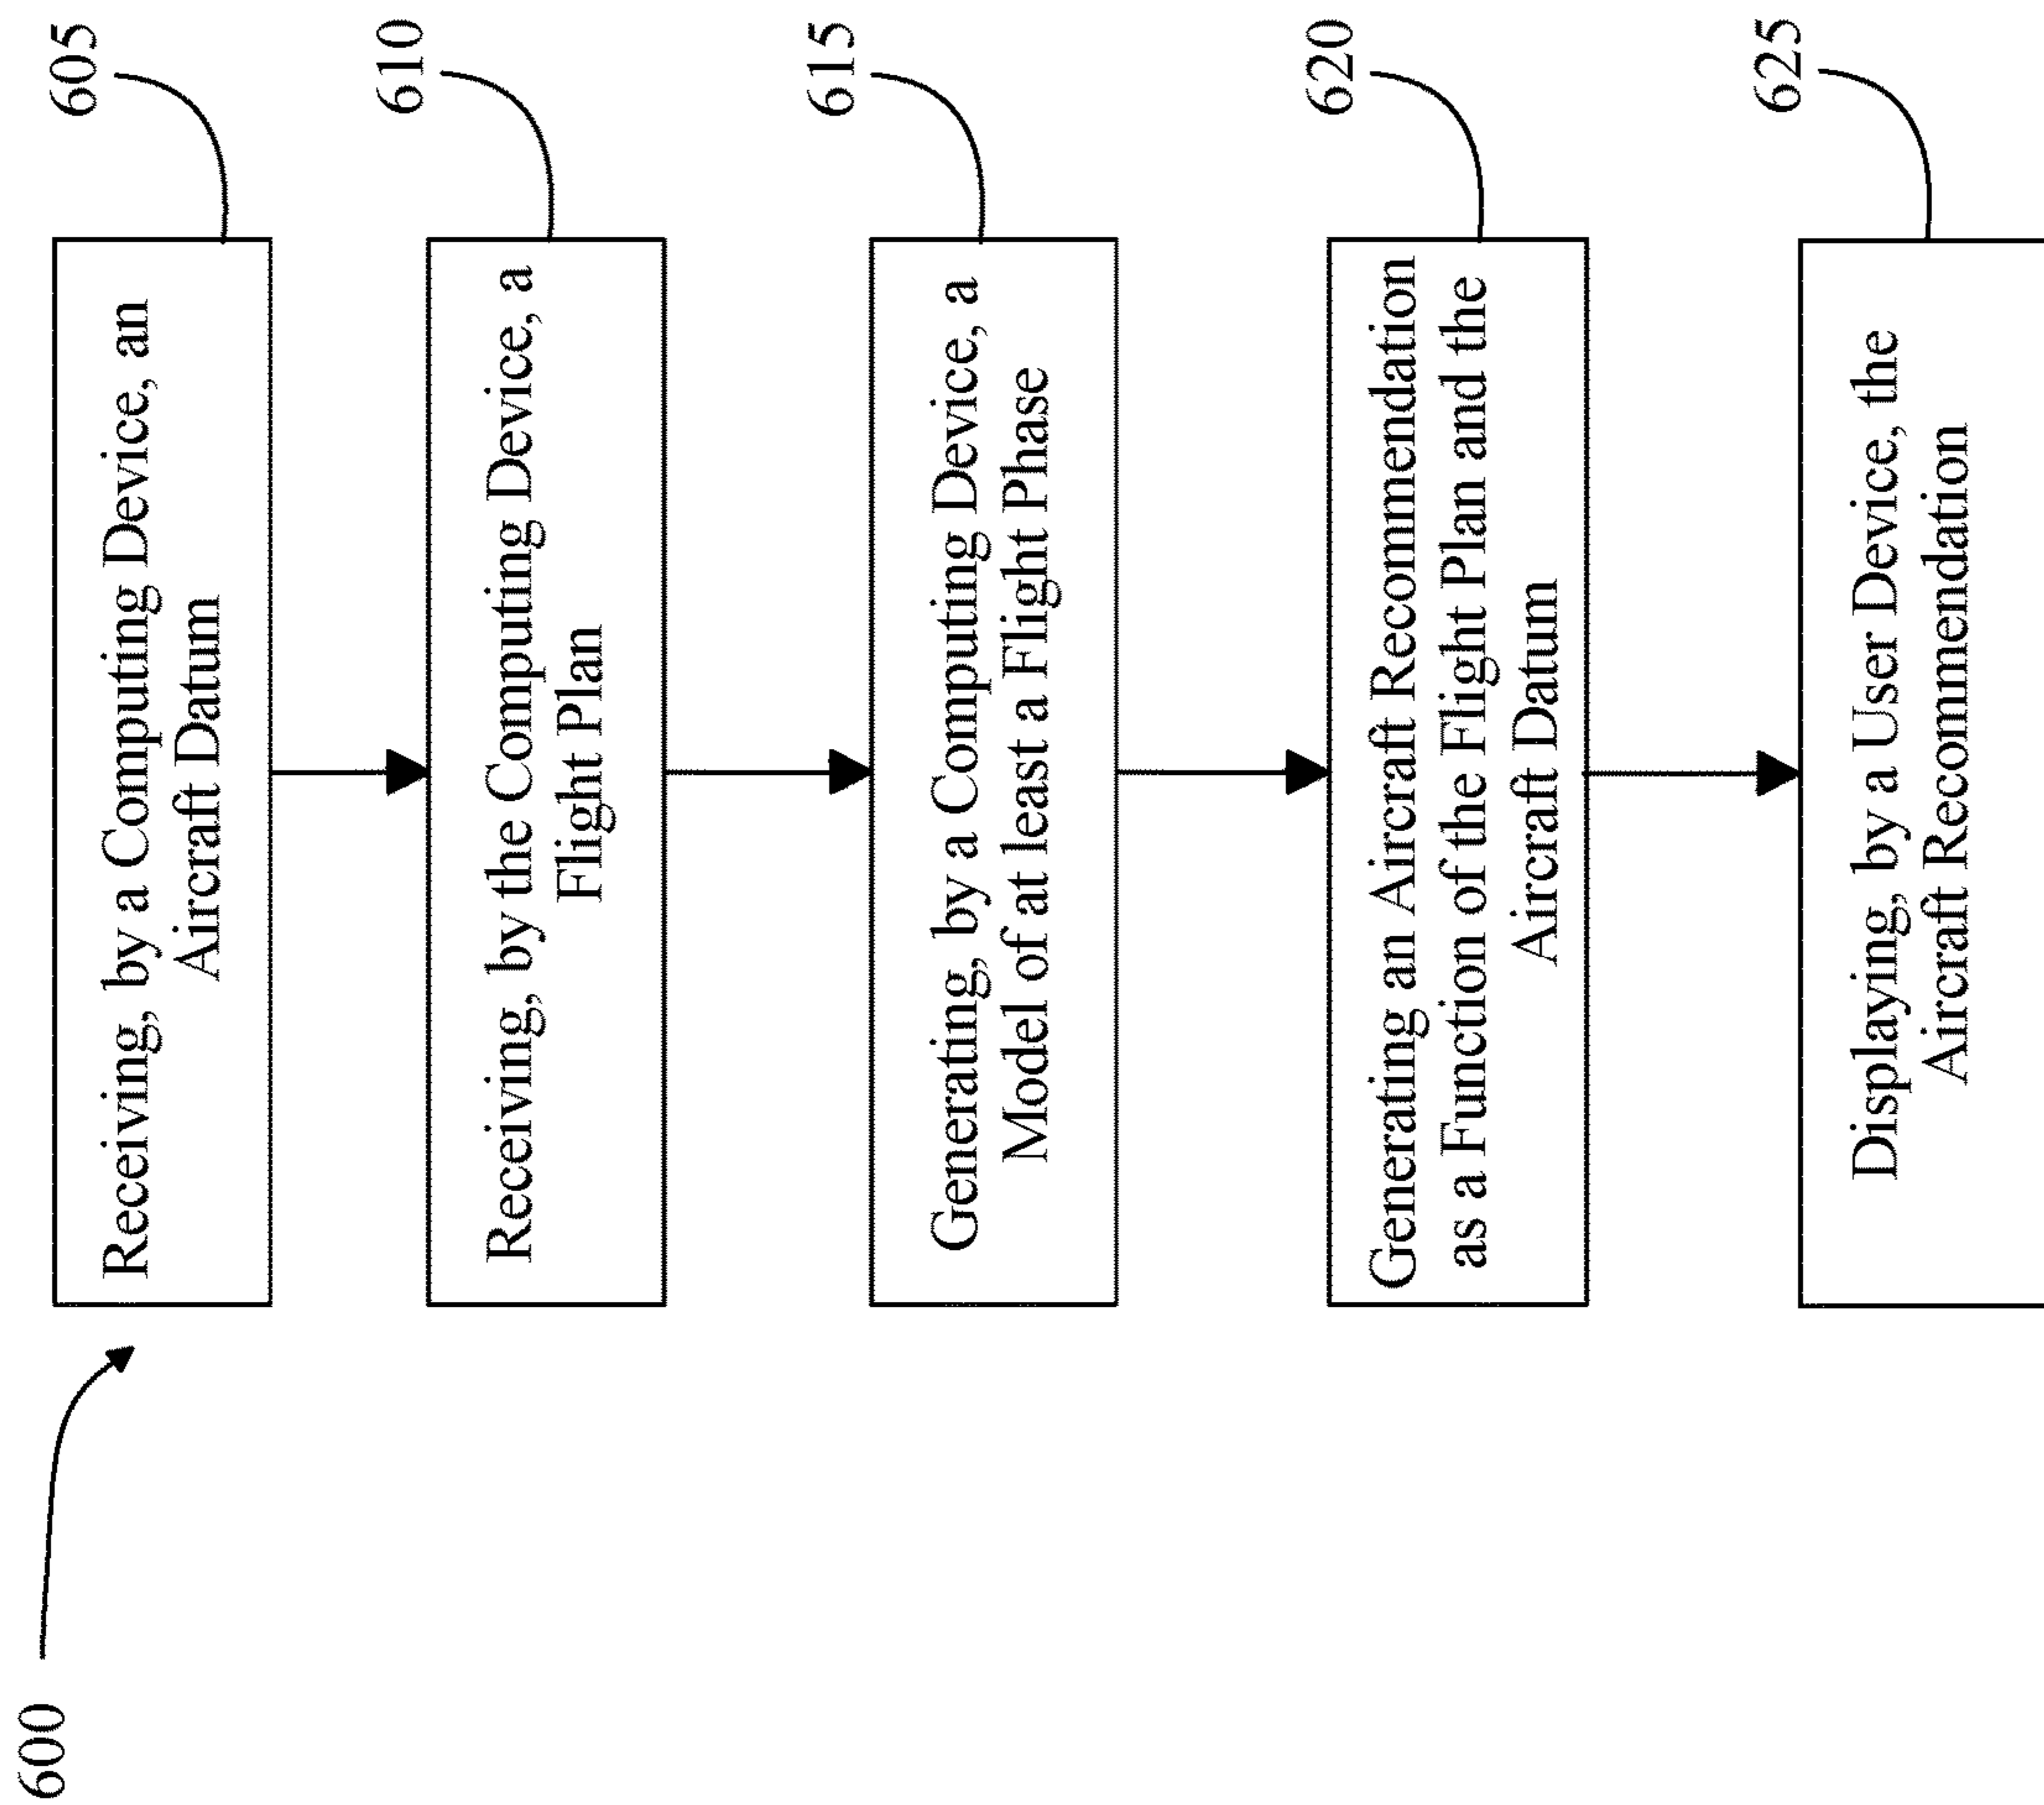 600
605
Receiving, by a Computing Device, an
Aircraft Datum
610
Receiving, by the Computing Device, a
Flight Plan
615
Generating, by a Computing Device, a
Model of at least a Flight Phase
620
Generating an Aircraft Recommendation
as a Function of the Flight Plan and the
Aircraft Datum
625
Displaying, by a User Device, the
Aircraft Recommendation